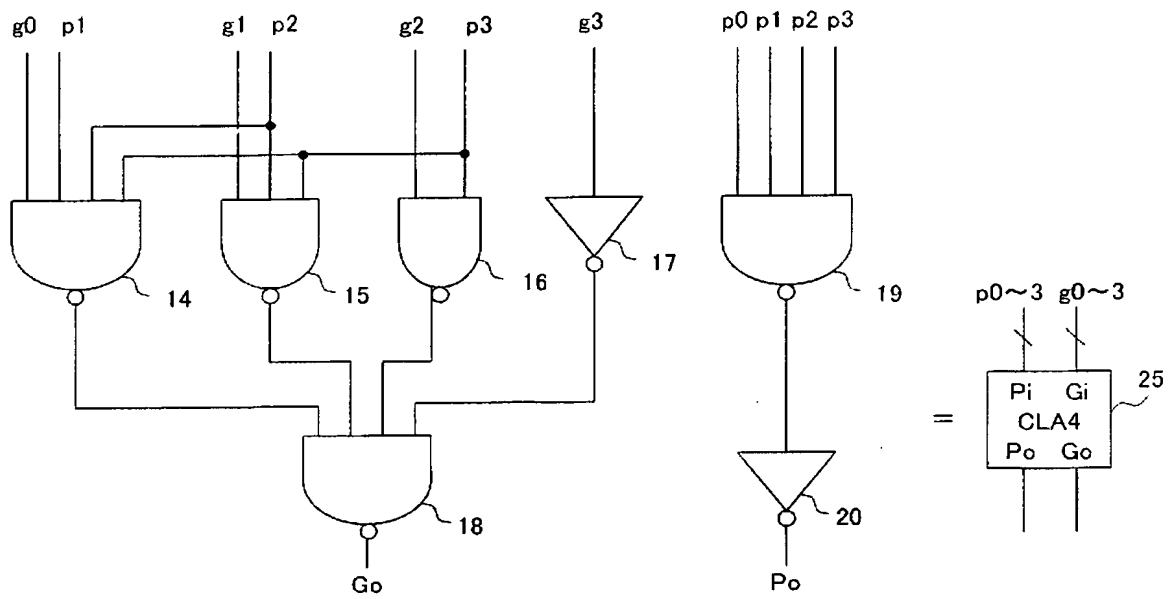 g0 p1 g1 p2 g2 p3 g3 p0 p1 p2 p3
14 15 16 17 19
p0～3 g0～3
Pi Gi 25
= CLA4
Po Go
18 20
Go Po